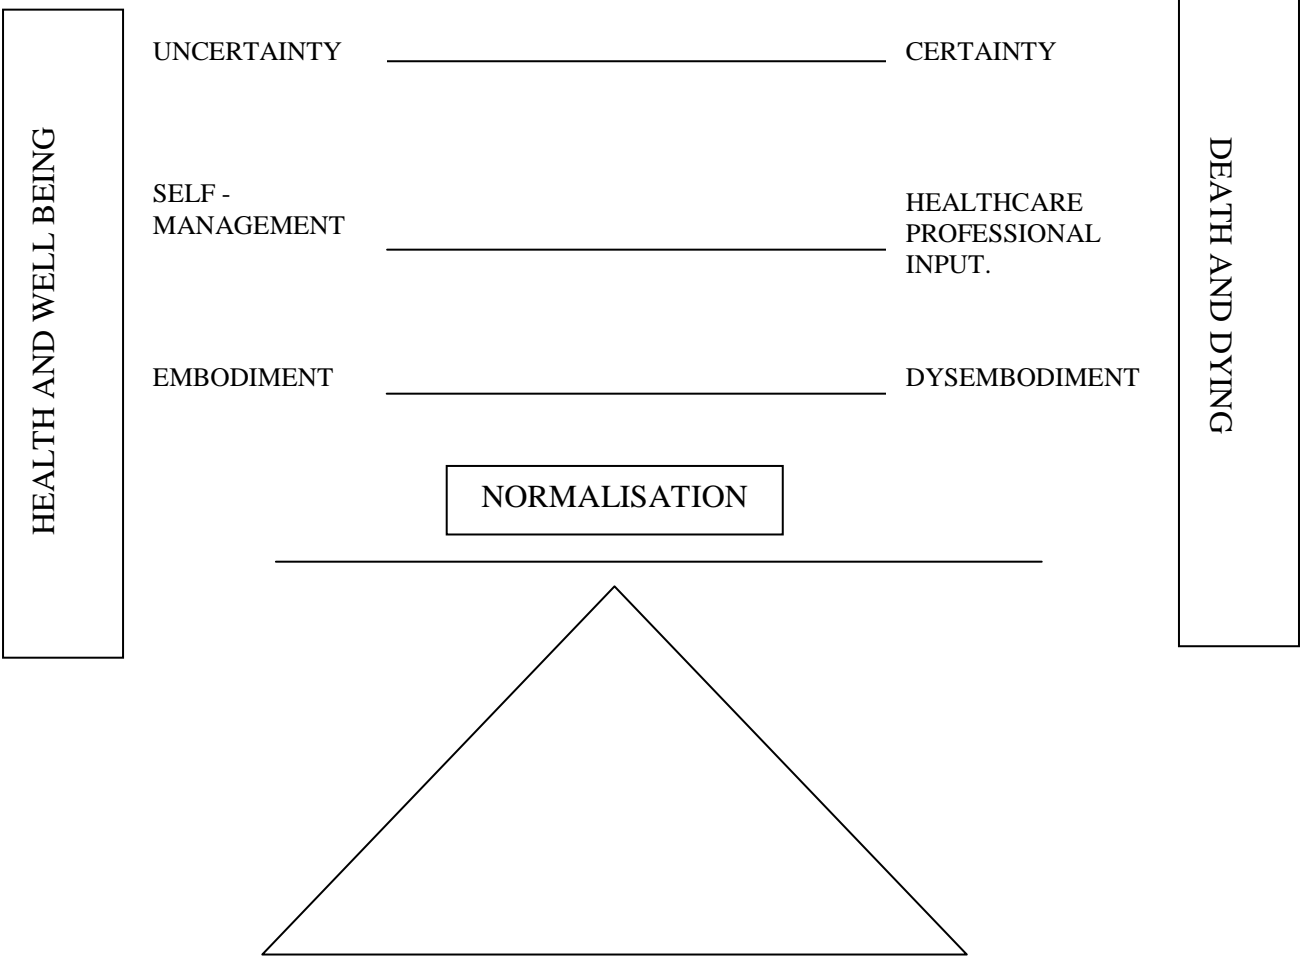 HEALTH AND WELL BEING
UNCERTAINTY
CERTAINTY
SELF -
MANAGEMENT
HEALTHCARE
PROFESSIONAL
INPUT.
EMBODIMENT
DYSEMBODIMENT
NORMALISATION
DEATH AND DYING